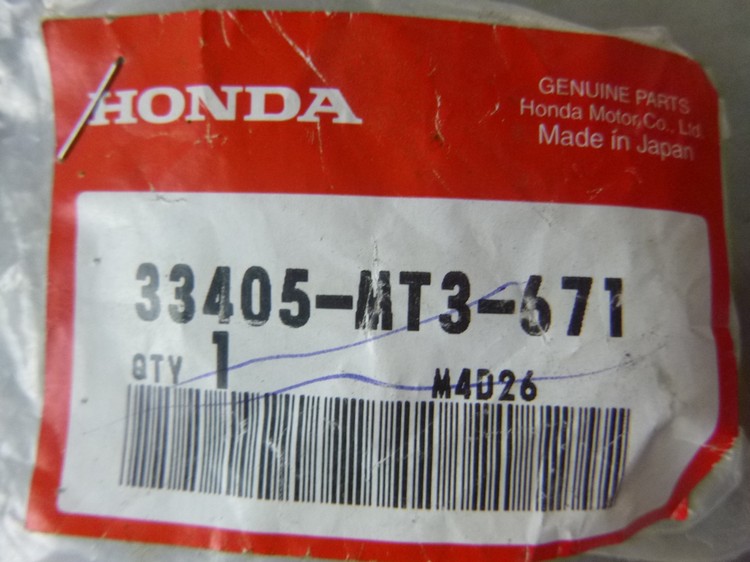 HONDA
GENUINE PARTS
Honda Motor Co., Ltd.
Made in Japan
33405-MT3-671
QTY 1
M4D26